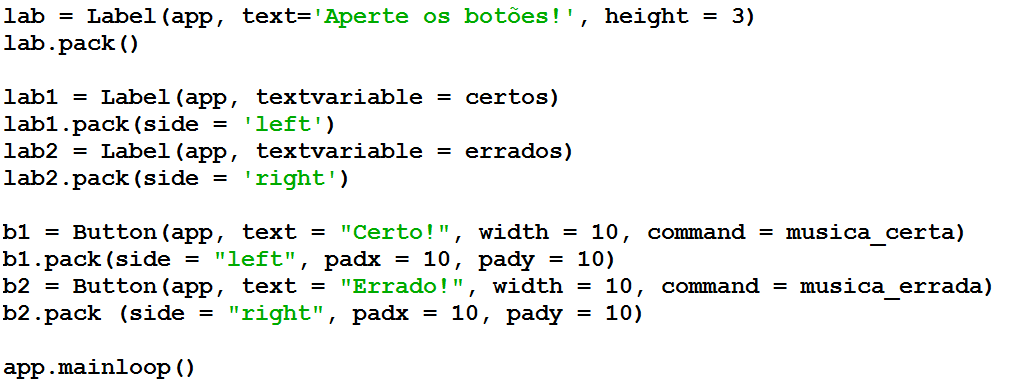 lab = Label(app, text='Aperte os botões!', height = 3)
lab.pack()
lab1 = Label(app, textvariable = certos)
lab1.pack(side = 'left')
lab2 = Label(app, textvariable = errados)
lab2.pack(side = 'right')
b1 = Button(app, text = "Certo!", width = 10, command = musica_certa)
b1.pack(side = "left", padx = 10, pady = 10)
b2 = Button(app, text = "Errado!", width = 10, command = musica_errada)
b2.pack (side = "right", padx = 10, pady = 10)
app.mainloop()